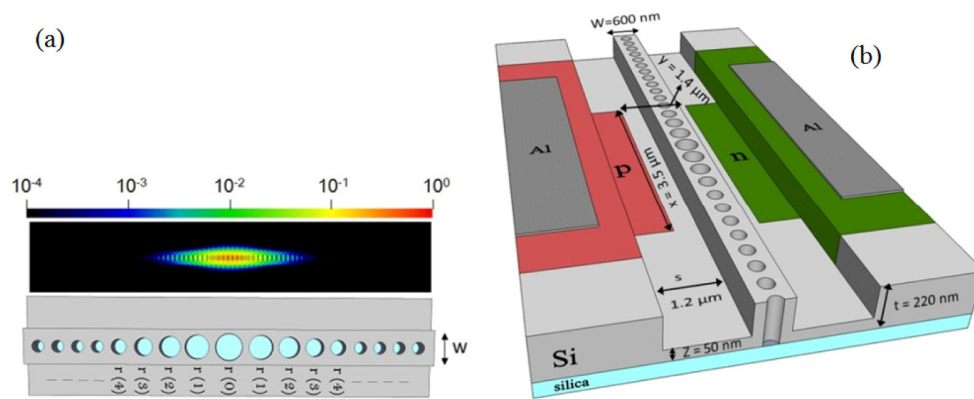 (a)
10-4 10-3 10-2 10-1 100
W
r(4) r(3) r(2) r(1) r(0) r(1) r(2) r(3) r(4)
(b)
W=600 nm
y = 1.4 µm
Al
Al
p
n
x = 3.5 µm
s
1.2 µm
t = 220 nm
Z = 50 nm
Si
silica